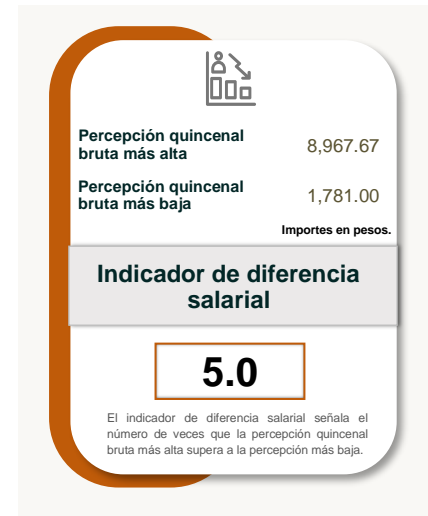 Percepción quincenal
bruta más alta
8,967.67
Percepción quincenal
bruta más baja
1,781.00
Importes en pesos.
Indicador de diferencia
salarial
5.0
El indicador de diferencia salarial señala el
número de veces que la percepción quincenal
bruta más alta supera a la percepción más baja.